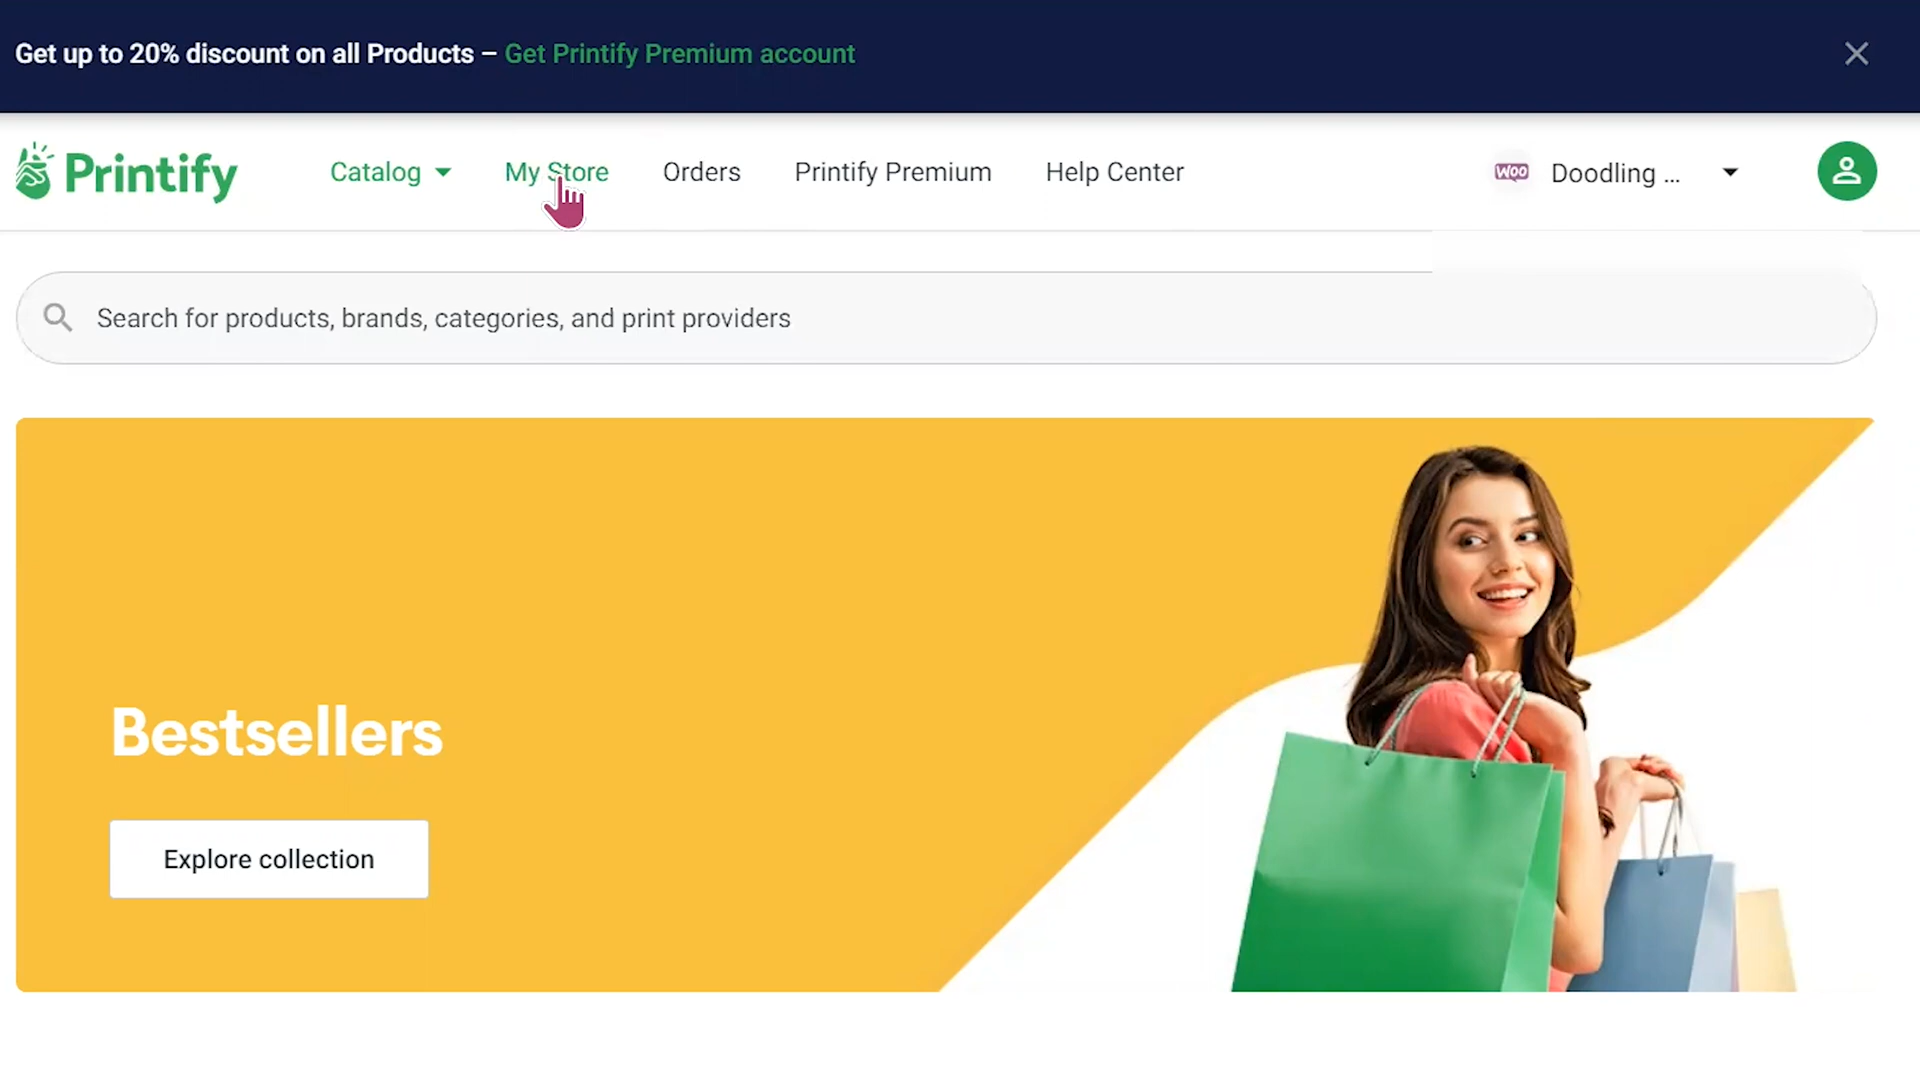 Get up to 20% discount on all Products – Get Printify Premium account
Printify Catalog My Store Orders Printify Premium Help Center Woo Doodling ...
Search for products, brands, categories, and print providers
Bestsellers
Explore collection